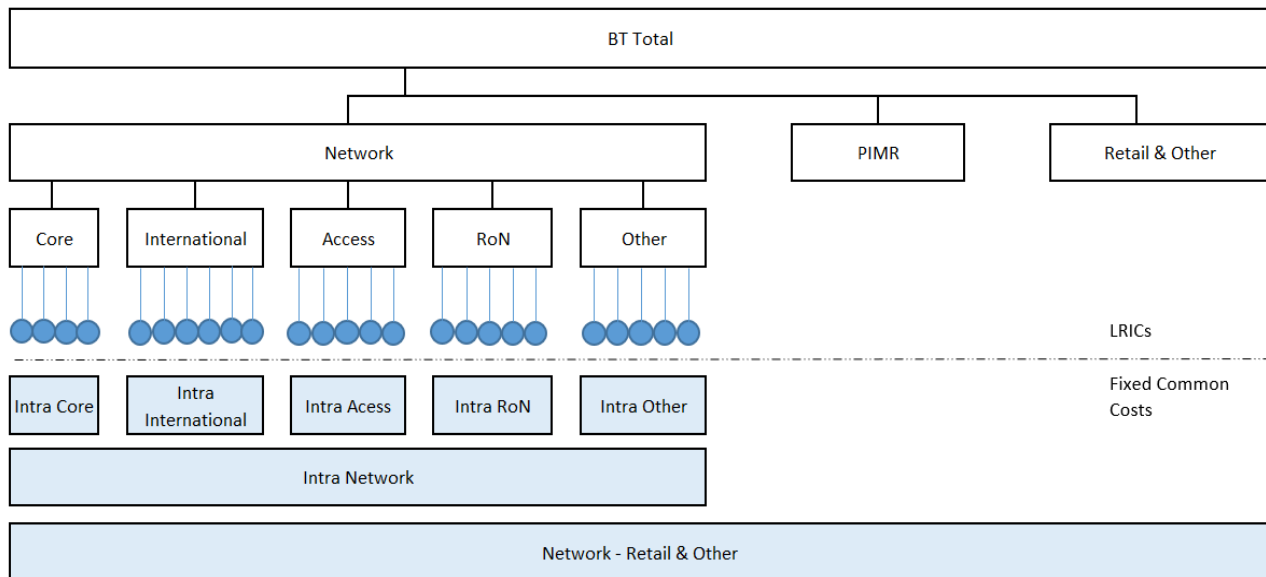 BT Total
Network
PIMR
Retail & Other
Core
International
Access
RoN
Other
LRICs
Intra Core
Intra
International
Intra Acess
Intra RoN
Intra Other
Fixed Common
Costs
Intra Network
Network - Retail & Other